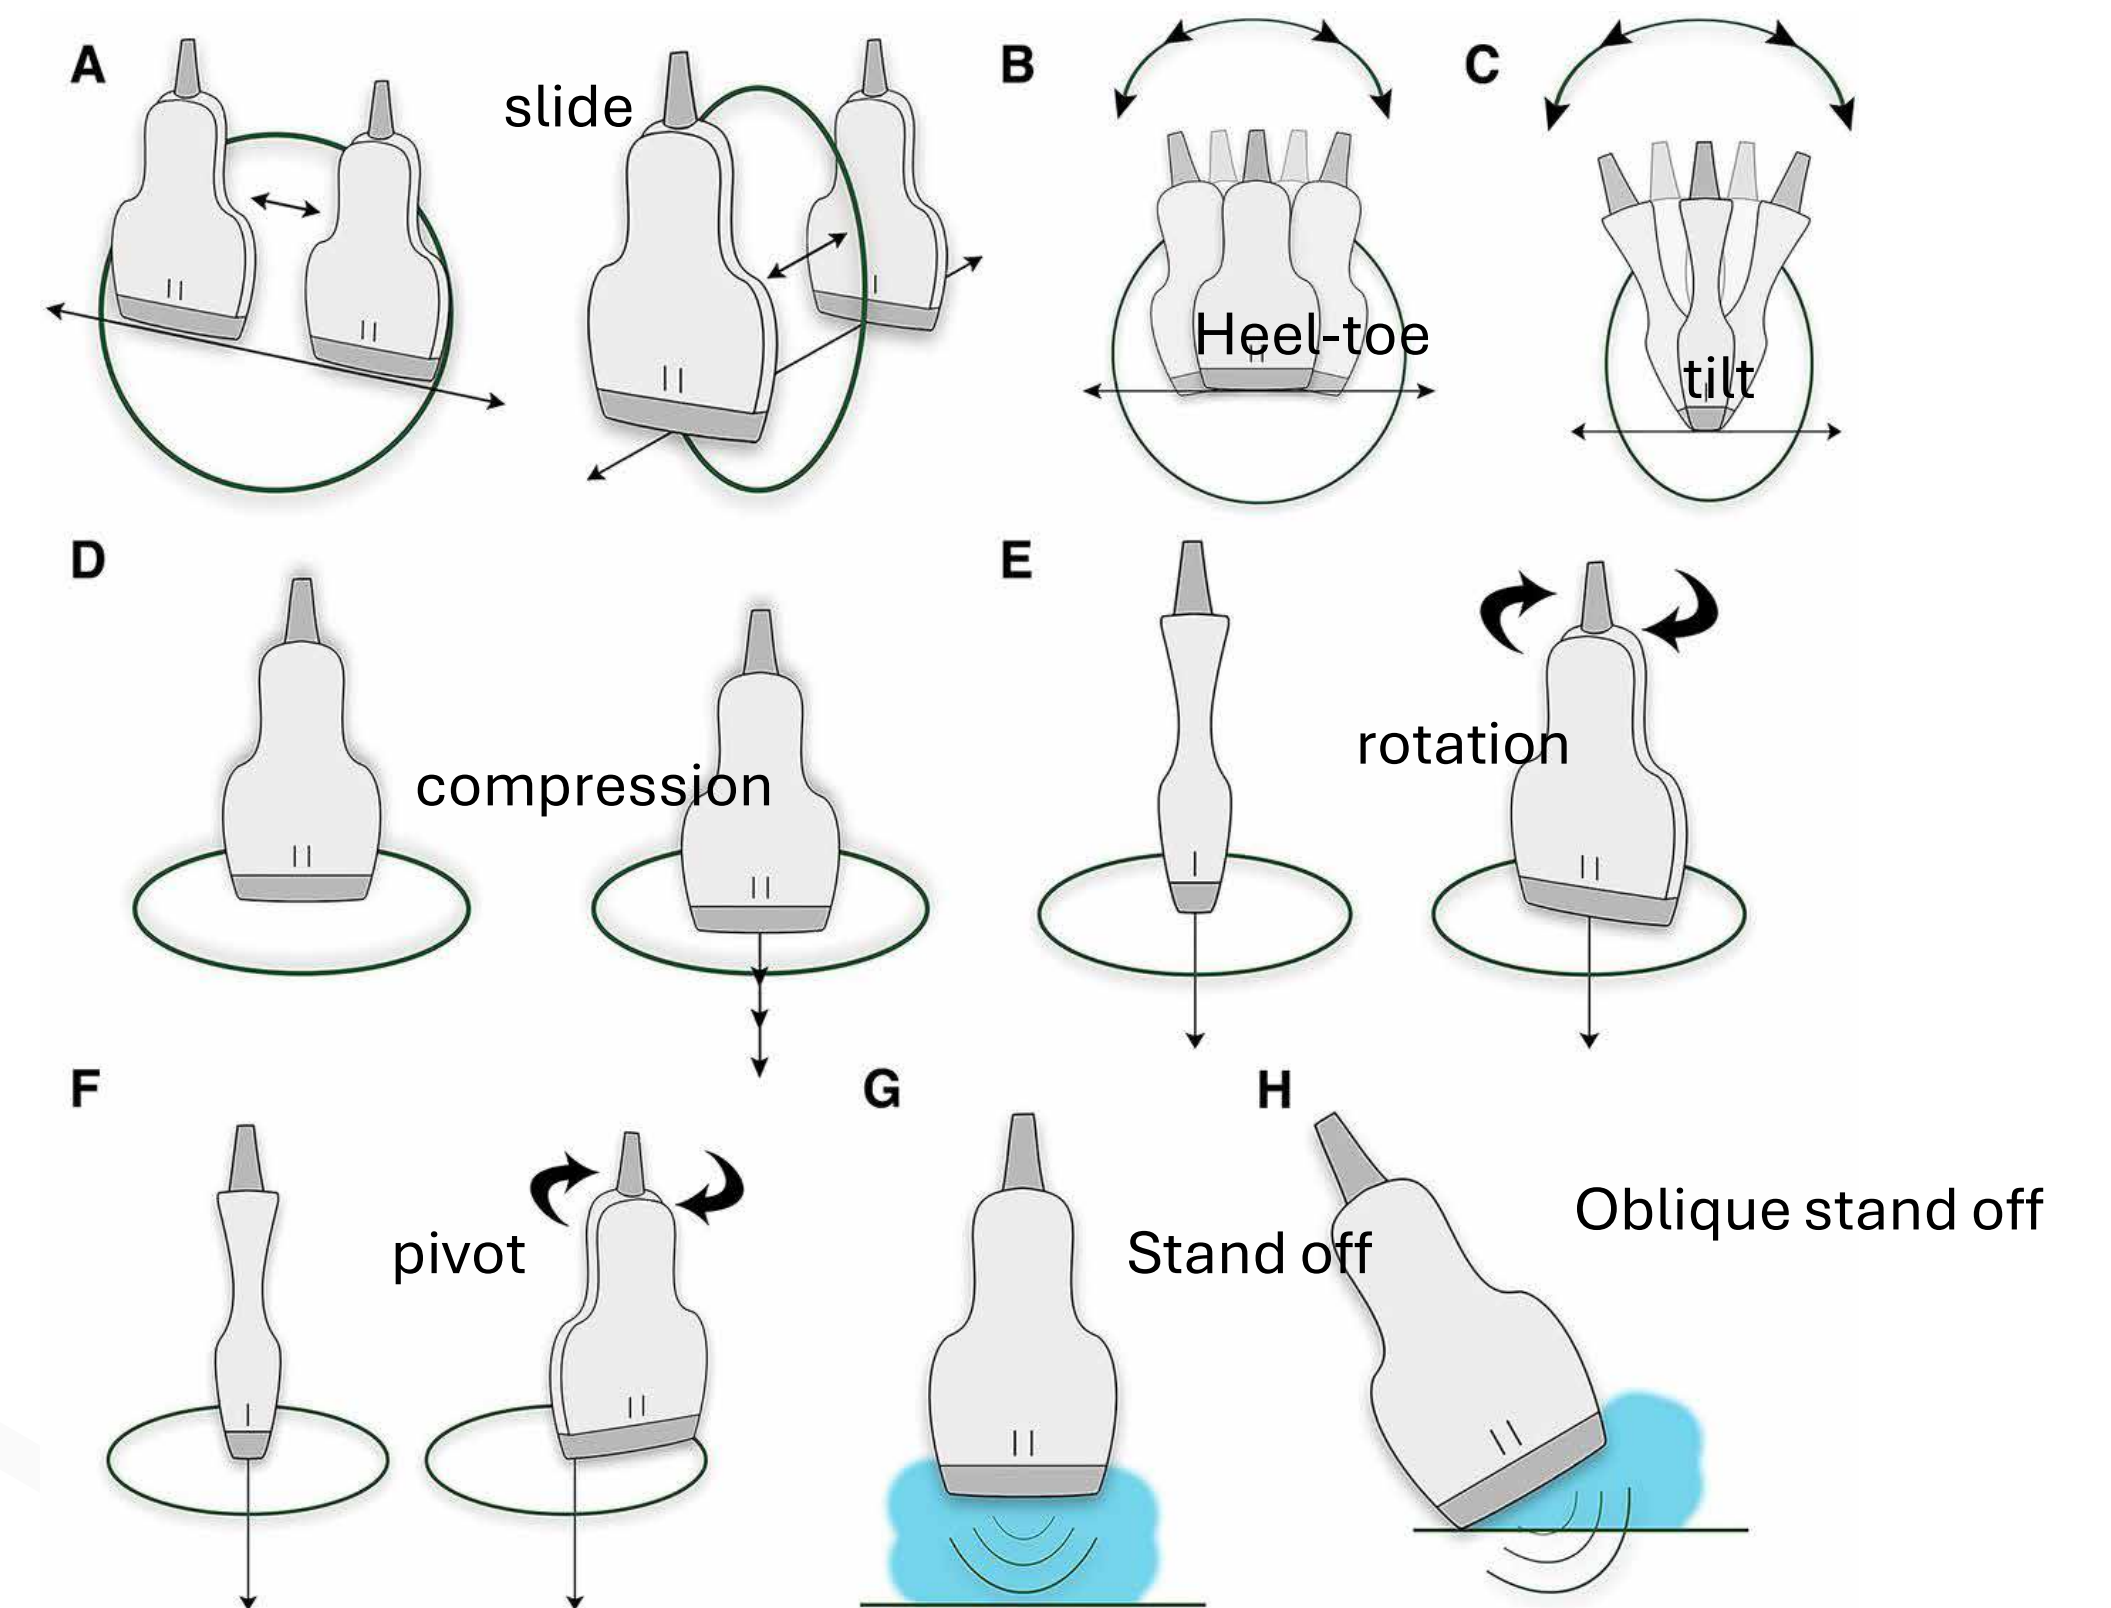 A
slide
B
Heel-toe
C
tilt
D
compression
E
rotation
F
pivot
G
Stand off
H
Oblique stand off